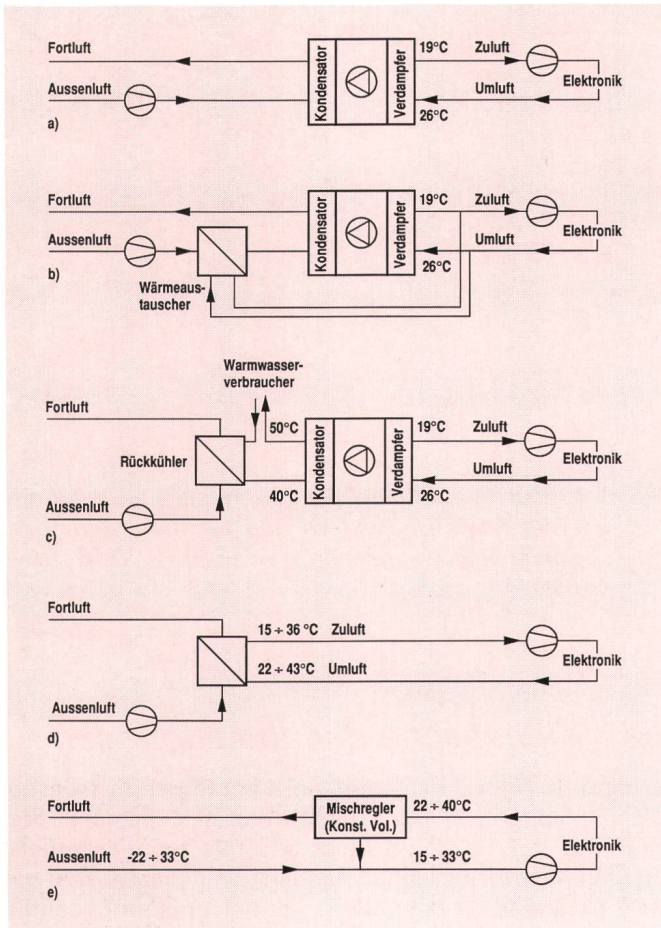 Fortluft
Kondensator
Verdampfer
19°C Zuluft
Aussenluft
Umluft
Elektronik
26°C
a)
Fortluft
Kondensator
Verdampfer
19°C Zuluft
Aussenluft
Umluft
Elektronik
26°C
b)
Wärmeaus-
tauscher
Warmwasser-
verbraucher
Fortluft
50°C
Kondensator
Verdampfer
19°C Zuluft
Rückkühler
Umluft
Elektronik
40°C
26°C
Aussenluft
c)
Fortluft
15 ÷ 36 °C Zuluft
Elektronik
22 ÷ 43°C Umluft
Aussenluft
d)
Fortluft
Mischregler
(Konst. Vol.)
22 ÷ 40°C
Elektronik
Aussenluft -22 ÷ 33°C
15 ÷ 33°C
e)